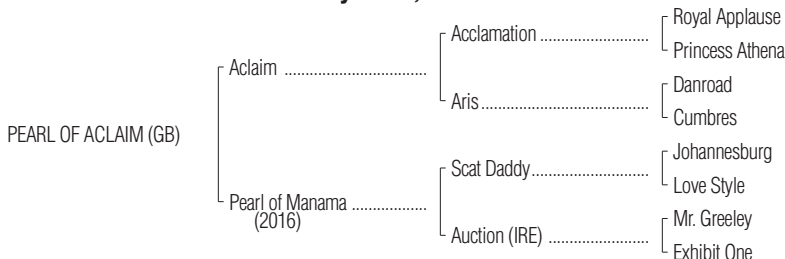 Royal Applause
Acclamation
Princess Athena
Aclaim
Danroad
Aris
Cumbres
PEARL OF ACLAIM (GB)
Johannesburg
Scat Daddy
Love Style
Pearl of Manama
(2016)
Mr. Greeley
Auction (IRE)
Exhibit One